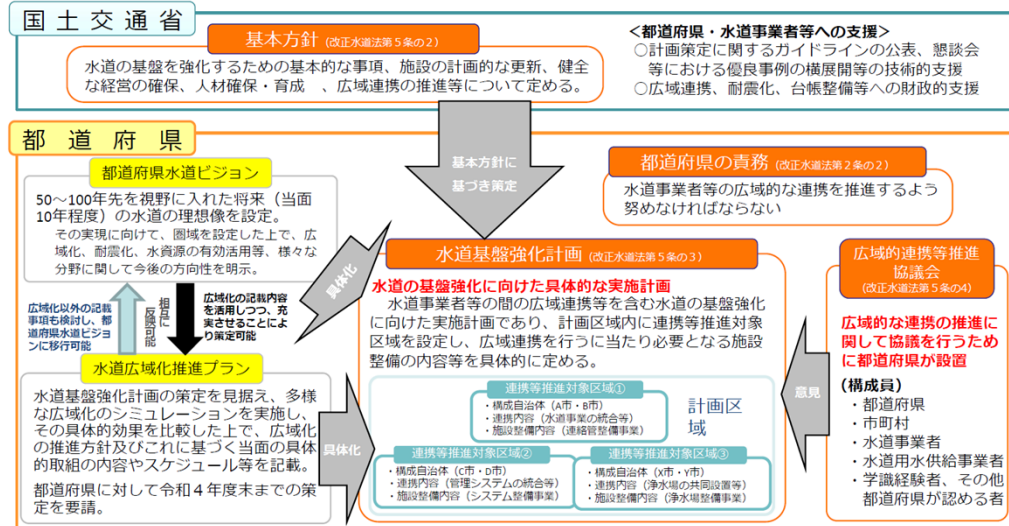 国土交通省
基本方針（改正水道法第５条の２）
水道の基盤を強化するための基本的な事項、施設の計画的な更新、健全
な経営の確保、人材確保・育成　、広域連携の推進等について定める。
＜都道府県・水道事業者等への支援＞
○計画策定に関するガイドラインの公表、懇談会
等における優良事例の横展開等の技術的支援
○広域連携、耐震化、台帳整備等への財政的支援
都道府県
基本方針に
基づき策定
都道府県の責務（改正水道法第２条の２）
水道事業者等の広域的な連携を推進するよう
努めなければならない
都道府県水道ビジョン
50～100年先を視野に入れた将来（当面
10年程度）の水道の理想像を設定。
その実現に向けて、圏域を設定した上で、広
域化、耐震化、水資源の有効活用等、様々な
分野に関して今後の方向性を明示。
具体化
広域化以外の記載
事項も検討し、都
道府県水道ビジョ
ンに移行可能
相互に
反映可能
広域化の記載内容
を活用しつつ、充
実させることによ
り策定可能
水道広域化推進プラン
水道基盤強化計画の策定を見据え、多様
な広域化のシミュレーションを実施し、
その具体的効果を比較した上で、広域化
の推進方針及びこれに基づく当面の具体
的取組の内容やスケジュール等を記載。
都道府県に対して令和４年度末までの策
定を要請。
具体化
水道基盤強化計画（改正水道法第５条の３）
水道の基盤強化に向けた具体的な実施計画
水道事業者等の間の広域連携等を含む水道の基盤強化
に向けた実施計画であり、計画区域内に連携等推進対象
区域を設定し、広域連携を行うに当たり必要となる施設
整備の内容等を具体的に定める。
計画区
域
連携等推進対象区域①
・構成自治体（A市・B市）
・連携内容（水道事業の統合等）
・施設整備内容（連絡管整備事業）
連携等推進対象区域②
・構成自治体（C市・D市）
・連携内容（管理システムの統合等）
・施設整備内容（システム整備事業）
連携等推進対象区域③
・構成自治体（X市・Y市）
・連携内容（浄水場の共同設置等）
・施設整備内容（浄水場整備事業）
意見
広域的連携等推進
協議会
（改正水道法第５条の4）
広域的な連携の推進に
関して協議を行うため
に都道府県が設置
（構成員）
・都道府県
・市町村
・水道事業者
・水道用水供給事業者
・学識経験者、その他
都道府県が認める者